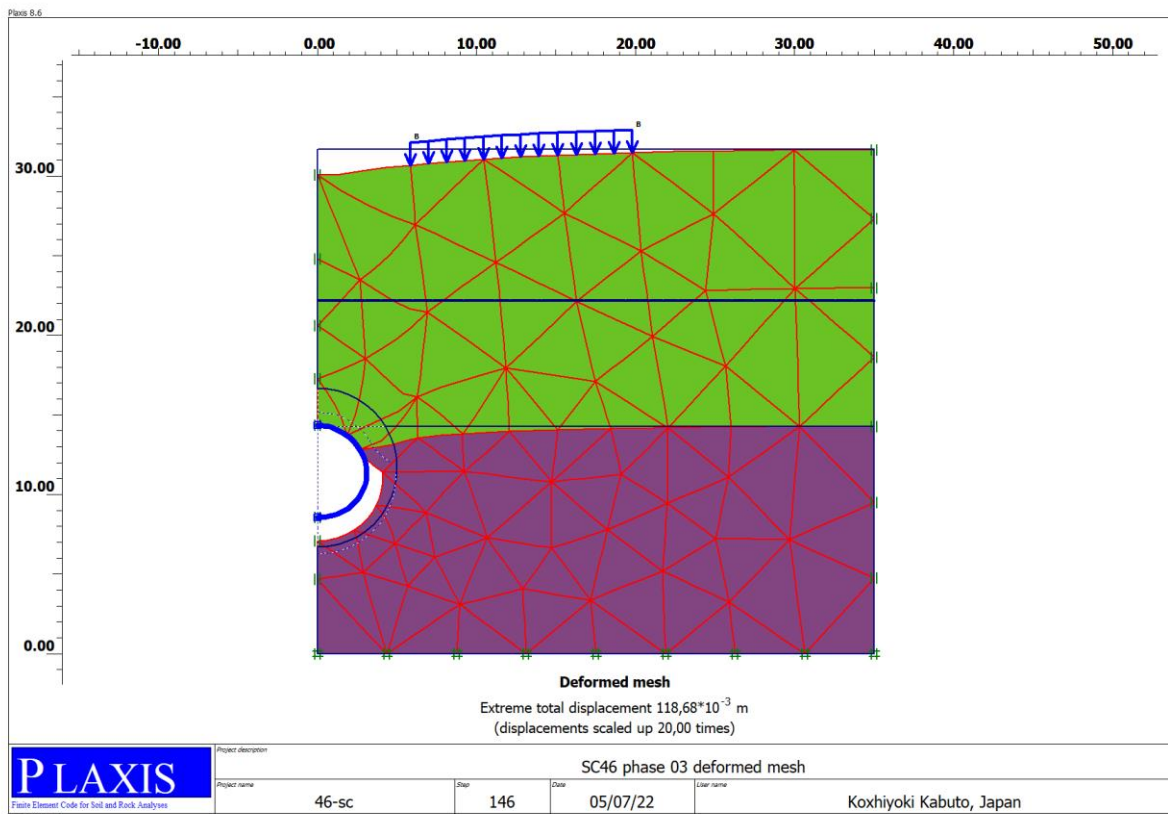 Plaxis 8.6
-10.00 0.00 10.00 20.00 30.00 40.00 50.00
30.00
20.00
10.00
0.00
B B
Deformed mesh
Extreme total displacement 118,68*10⁻³ m
(displacements scaled up 20,00 times)
PLAXIS
Finite Element Code for Soil and Rock Analyses
Project description
SC46 phase 03 deformed mesh
Project name Step Date User name
46-sc 146 05/07/22 Koxhiyoki Kabuto, Japan